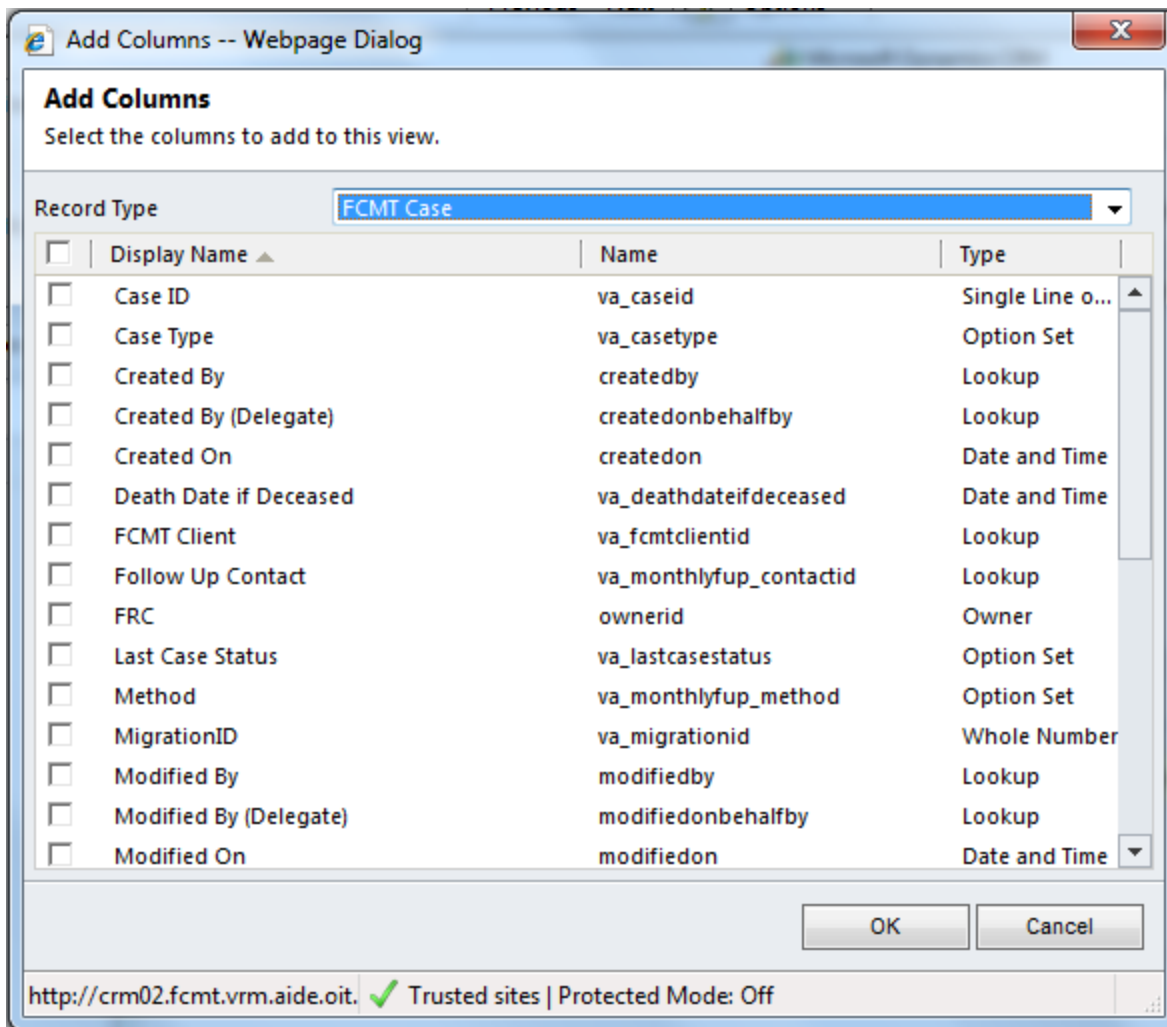 Add Columns -- Webpage Dialog
Add Columns
Select the columns to add to this view.
Record Type FCMT Case
Display Name Name Type
Case ID va_caseid Single Line o...
Case Type va_casetype Option Set
Created By createdby Lookup
Created By (Delegate) createdonbehalfby Lookup
Created On createdon Date and Time
Death Date if Deceased va_deathdateifdeceased Date and Time
FCMT Client va_fcmtclientid Lookup
Follow Up Contact va_monthlyfup_contactid Lookup
FRC ownerid Owner
Last Case Status va_lastcasestatus Option Set
Method va_monthlyfup_method Option Set
MigrationID va_migrationid Whole Number
Modified By modifiedby Lookup
Modified By (Delegate) modifiedonbehalfby Lookup
Modified On modifiedon Date and Time
OK Cancel
http://crm02.fcmt.vrm.aide.oit. Trusted sites | Protected Mode: Off